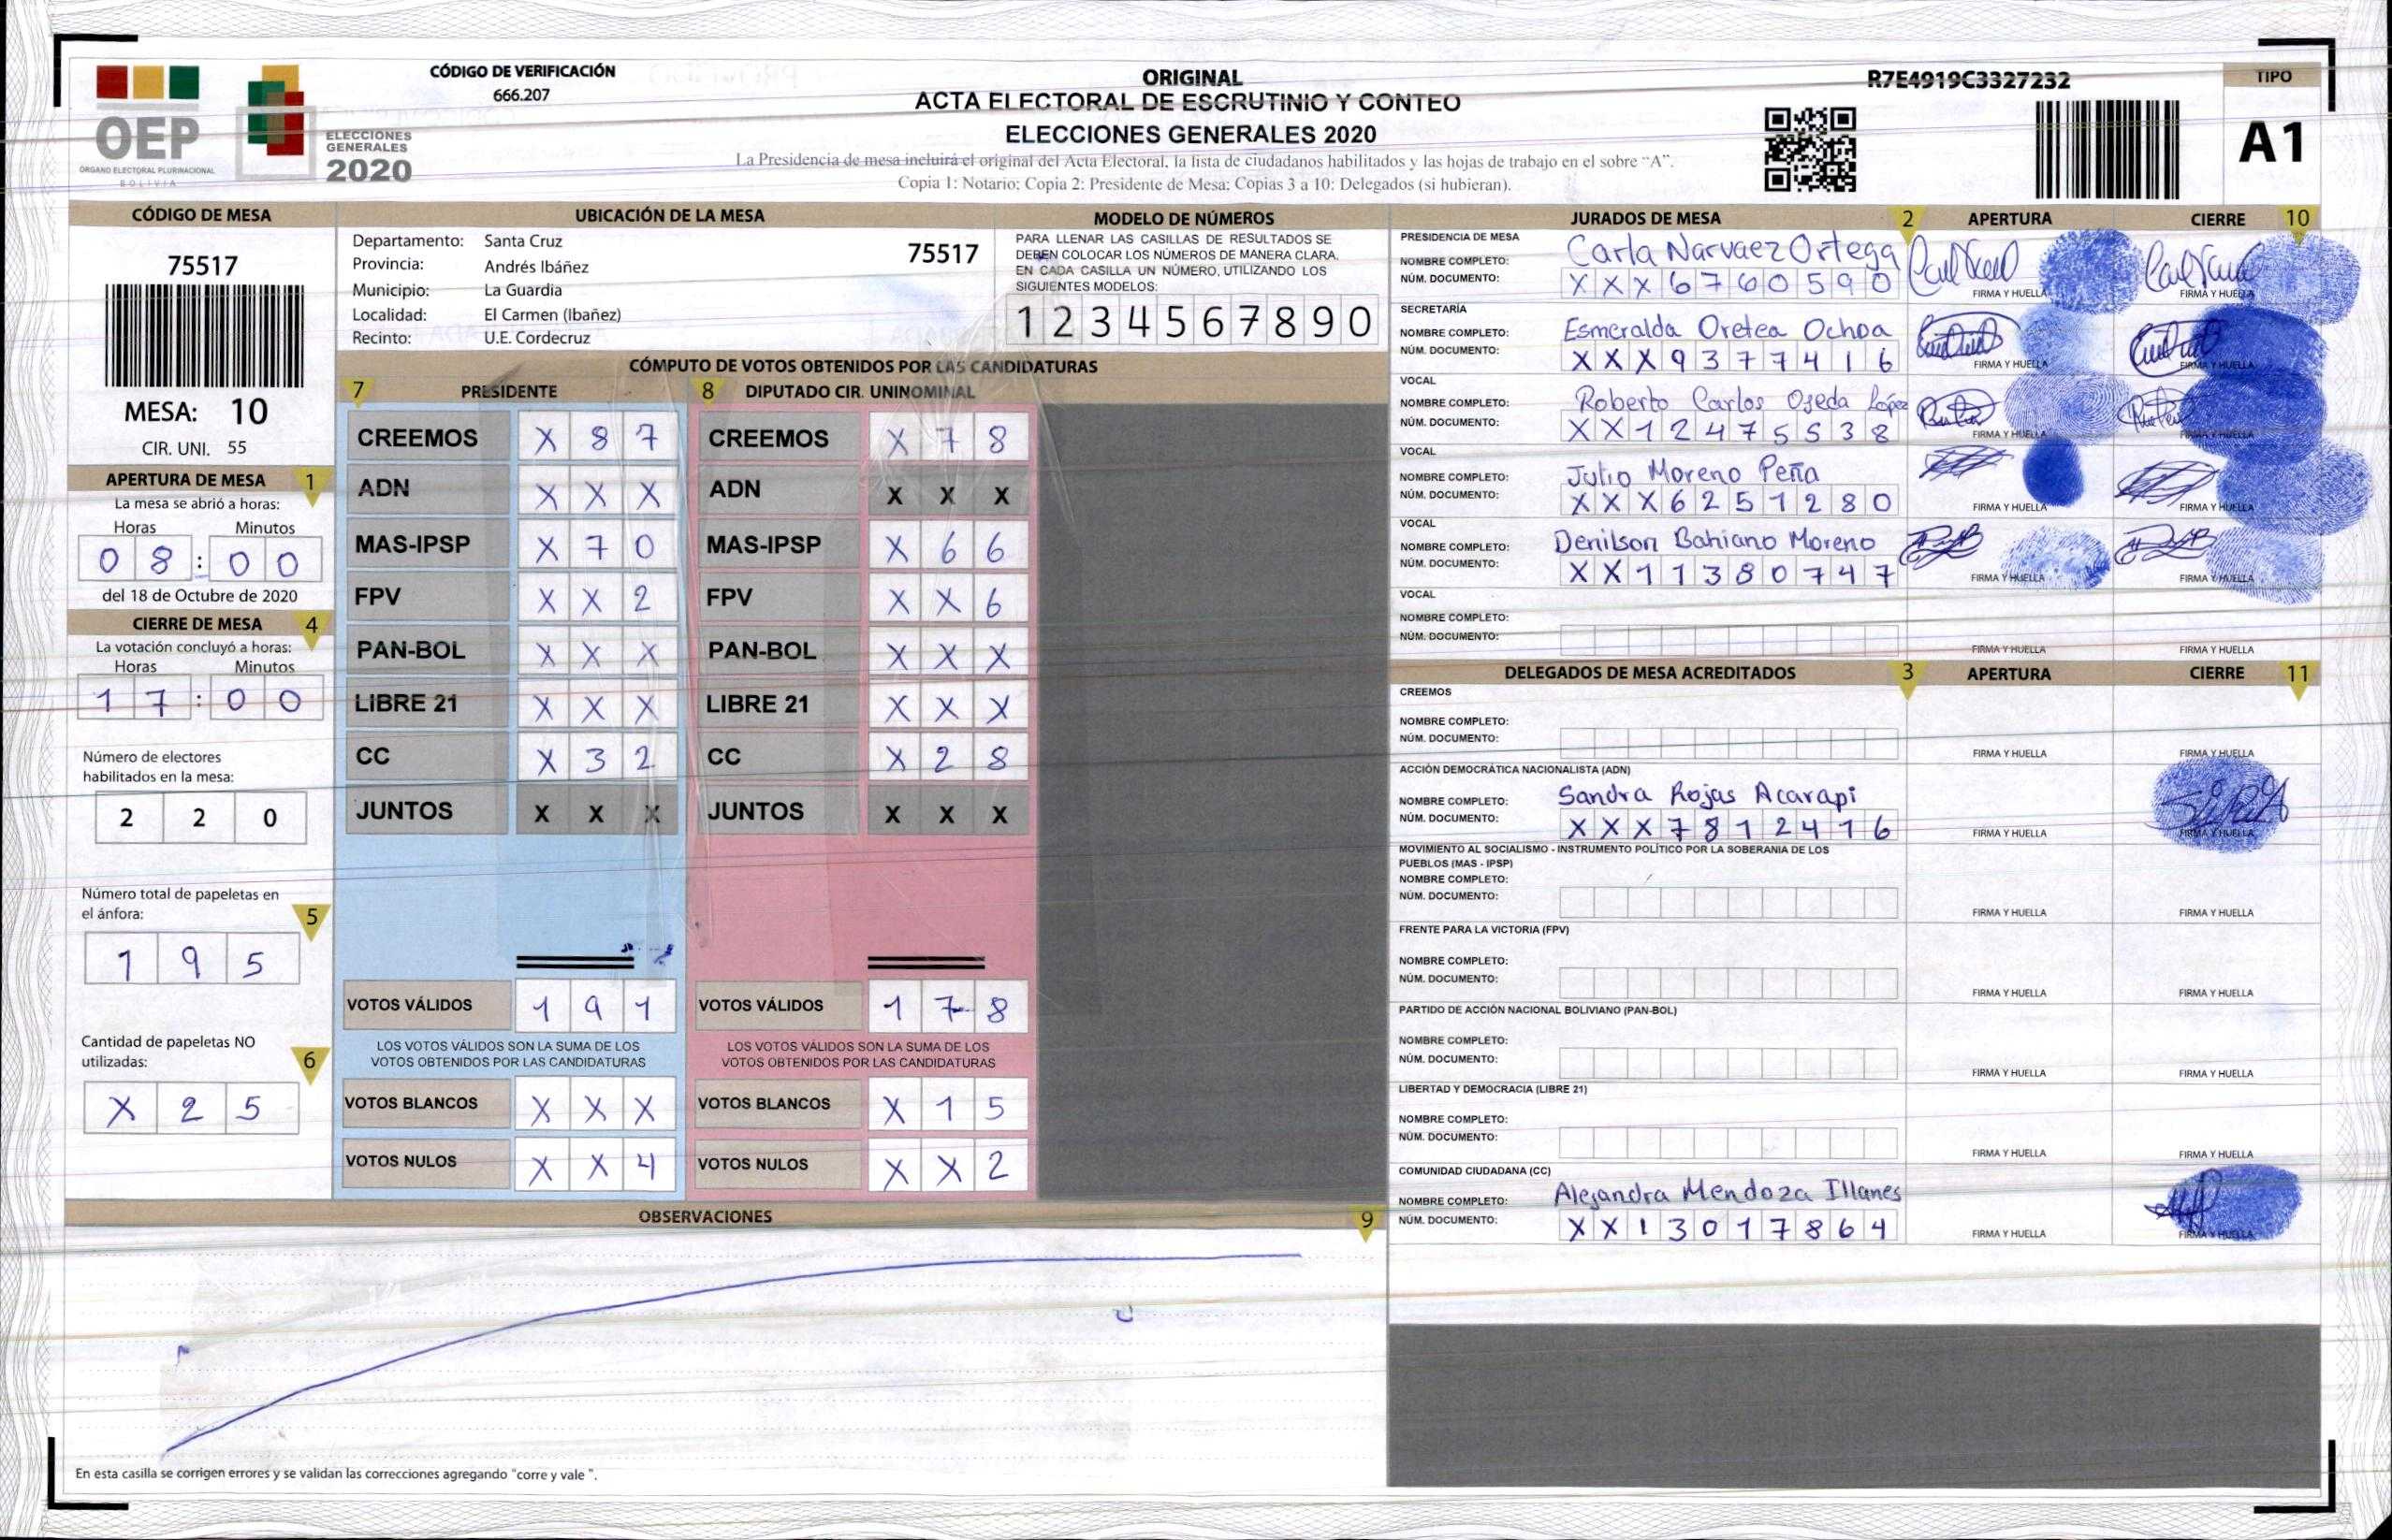 OEP
ÓRGANO ELECTORAL PLURINACIONAL
BOLIVIA
ELECCIONES
GENERALES
2020
CÓDIGO DE VERIFICACIÓN
666.207
ORIGINAL
ACTA ELECTORAL DE ESCRUTINIO Y CONTEO
ELECCIONES GENERALES 2020
La Presidencia de mesa incluirá el original del Acta Electoral, la lista de ciudadanos habilitados y las hojas de trabajo en el sobre “A”.
Copia 1: Notario; Copia 2: Presidente de Mesa; Copias 3 a 10: Delegados (si hubieran).
R7E4919C3327232
TIPO
A1
CÓDIGO DE MESA
75517
MESA: 10
CIR. UNI. 55
APERTURA DE MESA 1
La mesa se abrió a horas:
Horas Minutos
0 8 : 0 0
del 18 de Octubre de 2020
CIERRE DE MESA 4
La votación concluyó a horas:
Horas Minutos
1 7 : 0 0
Número de electores
habilitados en la mesa:
2 2 0
Número total de papeletas en
el ánfora: 5
1 9 5
Cantidad de papeletas NO
utilizadas: 6
X 2 5
UBICACIÓN DE LA MESA
Departamento: Santa Cruz 75517
Provincia: Andrés Ibáñez
Municipio: La Guardia
Localidad: El Carmen (Ibañez)
Recinto: U.E. Cordecruz
MODELO DE NÚMEROS
PARA LLENAR LAS CASILLAS DE RESULTADOS SE
DEBEN COLOCAR LOS NÚMEROS DE MANERA CLARA.
EN CADA CASILLA UN NÚMERO, UTILIZANDO LOS
SIGUIENTES MODELOS:
1 2 3 4 5 6 7 8 9 0
CÓMPUTO DE VOTOS OBTENIDOS POR LAS CANDIDATURAS
7 PRESIDENTE 8 DIPUTADO CIR. UNINOMINAL
CREEMOS X 8 7 CREEMOS X 7 8
ADN X X X ADN X X X
MAS-IPSP X 7 0 MAS-IPSP X 6 6
FPV X X 2 FPV X X 6
PAN-BOL X X X PAN-BOL X X X
LIBRE 21 X X X LIBRE 21 X X X
CC X 3 2 CC X 2 8
JUNTOS X X X JUNTOS X X X
VOTOS VÁLIDOS 1 9 1 VOTOS VÁLIDOS 1 7 8
LOS VOTOS VÁLIDOS SON LA SUMA DE LOS LOS VOTOS VÁLIDOS SON LA SUMA DE LOS
VOTOS OBTENIDOS POR LAS CANDIDATURAS VOTOS OBTENIDOS POR LAS CANDIDATURAS
VOTOS BLANCOS X X X VOTOS BLANCOS X 1 5
VOTOS NULOS X X 4 VOTOS NULOS X X 2
OBSERVACIONES 9
En esta casilla se corrigen errores y se validan las correcciones agregando "corre y vale ".
JURADOS DE MESA 2 APERTURA CIERRE 10
PRESIDENCIA DE MESA
NOMBRE COMPLETO: Carla Narvaez Ortega
NÚM. DOCUMENTO: X X X 6 7 6 0 5 9 0 FIRMA Y HUELLA FIRMA Y HUELLA
SECRETARÍA
NOMBRE COMPLETO: Esmeralda Oretea Ochoa
NÚM. DOCUMENTO: X X X 9 3 7 7 4 1 6 FIRMA Y HUELLA FIRMA Y HUELLA
VOCAL
NOMBRE COMPLETO: Roberto Carlos Ojeda López
NÚM. DOCUMENTO: X X 1 2 4 7 5 5 3 8 FIRMA Y HUELLA FIRMA Y HUELLA
VOCAL
NOMBRE COMPLETO: Julio Moreno Peña
NÚM. DOCUMENTO: X X X 6 2 5 1 2 8 0 FIRMA Y HUELLA FIRMA Y HUELLA
VOCAL
NOMBRE COMPLETO: Denilson Bahiano Moreno
NÚM. DOCUMENTO: X X 1 1 3 8 0 7 4 7 FIRMA Y HUELLA FIRMA Y HUELLA
VOCAL
NOMBRE COMPLETO:
NÚM. DOCUMENTO: FIRMA Y HUELLA FIRMA Y HUELLA
DELEGADOS DE MESA ACREDITADOS 3 APERTURA CIERRE 11
CREEMOS
NOMBRE COMPLETO:
NÚM. DOCUMENTO: FIRMA Y HUELLA FIRMA Y HUELLA
ACCIÓN DEMOCRÁTICA NACIONALISTA (ADN)
NOMBRE COMPLETO: Sandra Rojas Acarapi
NÚM. DOCUMENTO: X X X 7 8 1 2 4 1 6 FIRMA Y HUELLA FIRMA Y HUELLA
MOVIMIENTO AL SOCIALISMO - INSTRUMENTO POLÍTICO POR LA SOBERANIA DE LOS
PUEBLOS (MAS - IPSP)
NOMBRE COMPLETO:
NÚM. DOCUMENTO: FIRMA Y HUELLA FIRMA Y HUELLA
FRENTE PARA LA VICTORIA (FPV)
NOMBRE COMPLETO:
NÚM. DOCUMENTO: FIRMA Y HUELLA FIRMA Y HUELLA
PARTIDO DE ACCIÓN NACIONAL BOLIVIANO (PAN-BOL)
NOMBRE COMPLETO:
NÚM. DOCUMENTO: FIRMA Y HUELLA FIRMA Y HUELLA
LIBERTAD Y DEMOCRACIA (LIBRE 21)
NOMBRE COMPLETO:
NÚM. DOCUMENTO: FIRMA Y HUELLA FIRMA Y HUELLA
COMUNIDAD CIUDADANA (CC)
NOMBRE COMPLETO: Alejandra Mendoza Illanes
NÚM. DOCUMENTO: X X 1 3 0 1 7 8 6 4 FIRMA Y HUELLA FIRMA Y HUELLA